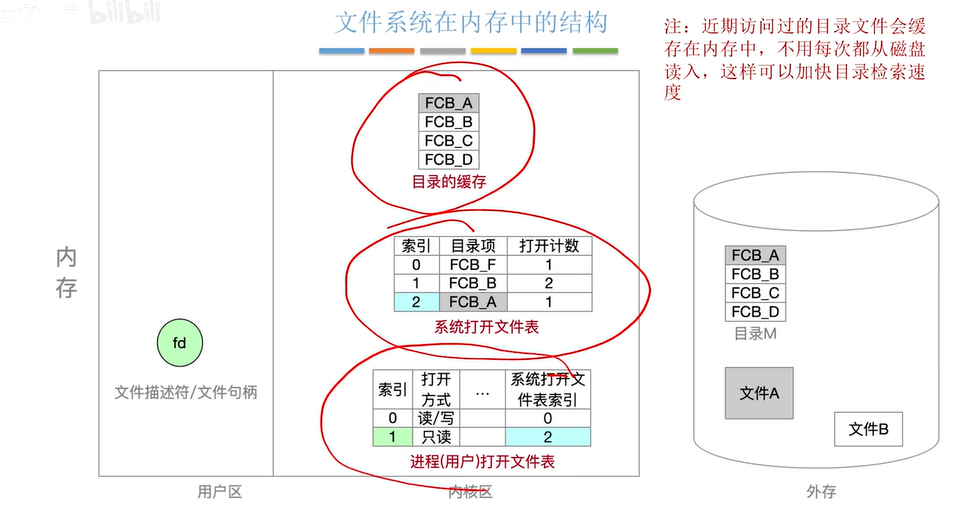 bilibili
文件系统在内存中的结构
注：近期访问过的目录文件会缓
存在内存中，不用每次都从磁盘
读入，这样可以加快目录检索速
度
内
存
FCB_A
FCB_B
FCB_C
FCB_D
目录的缓存
索引 目录项 打开计数
0 FCB_F 1
1 FCB_B 2
2 FCB_A 1
系统打开文件表
fd
文件描述符/文件句柄
索引 打开方式 … 系统打开文件表索引
0 读/写 0
1 只读 2
进程(用户)打开文件表
用户区
内核区
FCB_A
FCB_B
FCB_C
FCB_D
目录M
文件A
文件B
外存